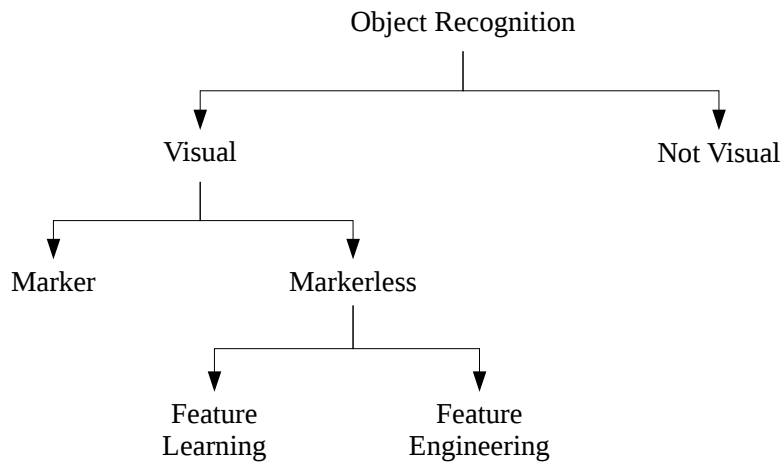 Object Recognition
Visual
Not Visual
Marker
Markerless
Feature
Learning
Feature
Engineering